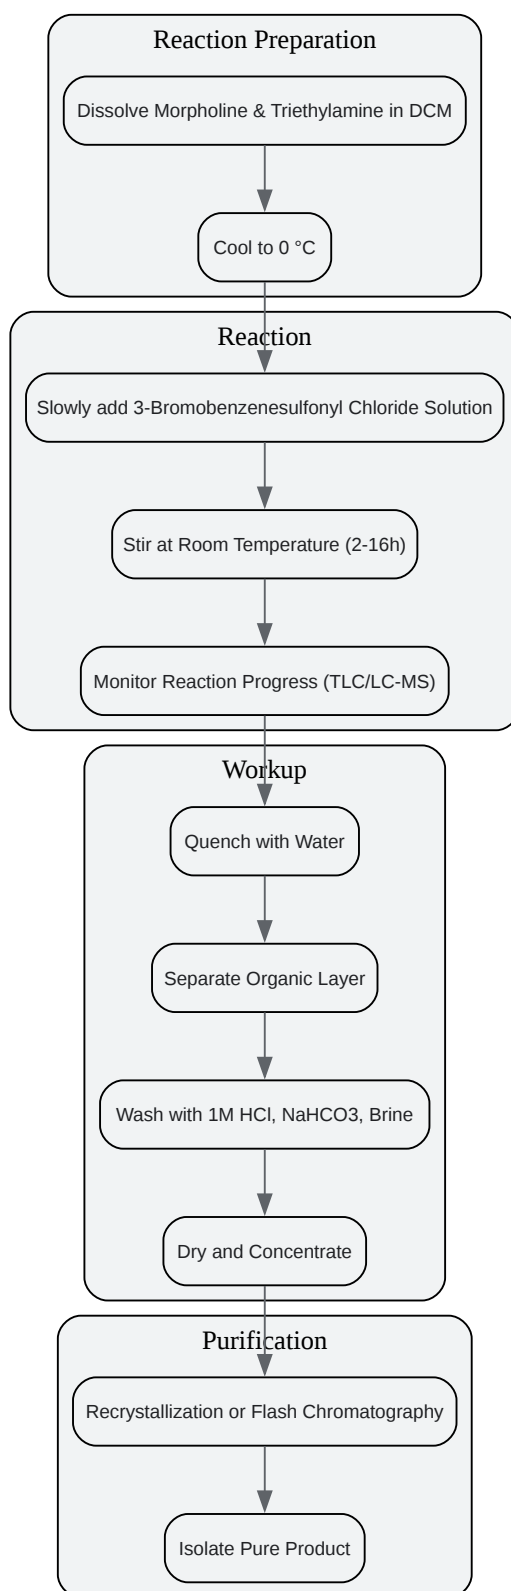 Reaction Preparation
Dissolve Morpholine & Triethylamine in DCM
Cool to 0 °C
Reaction
Slowly add 3-Bromobenzenesulfonyl Chloride Solution
Stir at Room Temperature (2-16h)
Monitor Reaction Progress (TLC/LC-MS)
Workup
Quench with Water
Separate Organic Layer
Wash with 1M HCl, NaHCO3, Brine
Dry and Concentrate
Purification
Recrystallization or Flash Chromatography
Isolate Pure Product